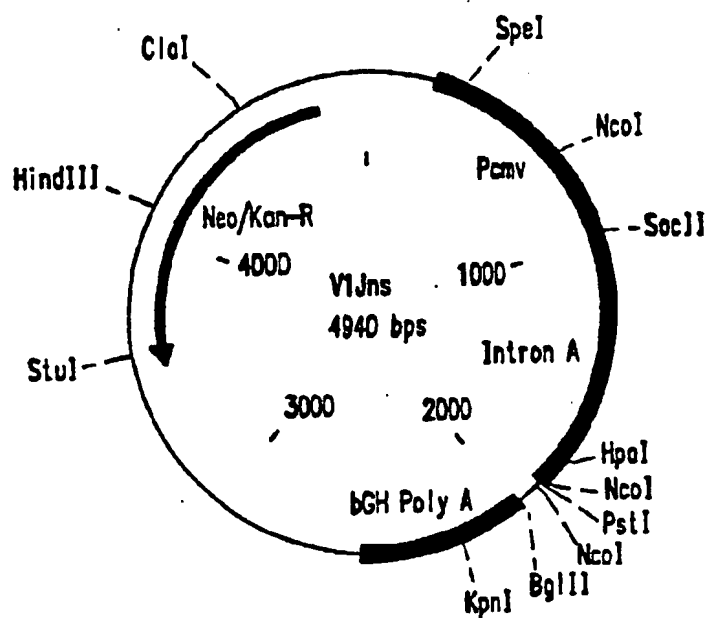 SpeI
ClaI
NcoI
Pcmv
HindIII
Neo/Kan-R
SacII
4000
V1Jns
1000
4940 bps
Intron A
StuI
3000
2000
HpaI
NcoI
bGH Poly A
PstI
NcoI
BglII
KpnI